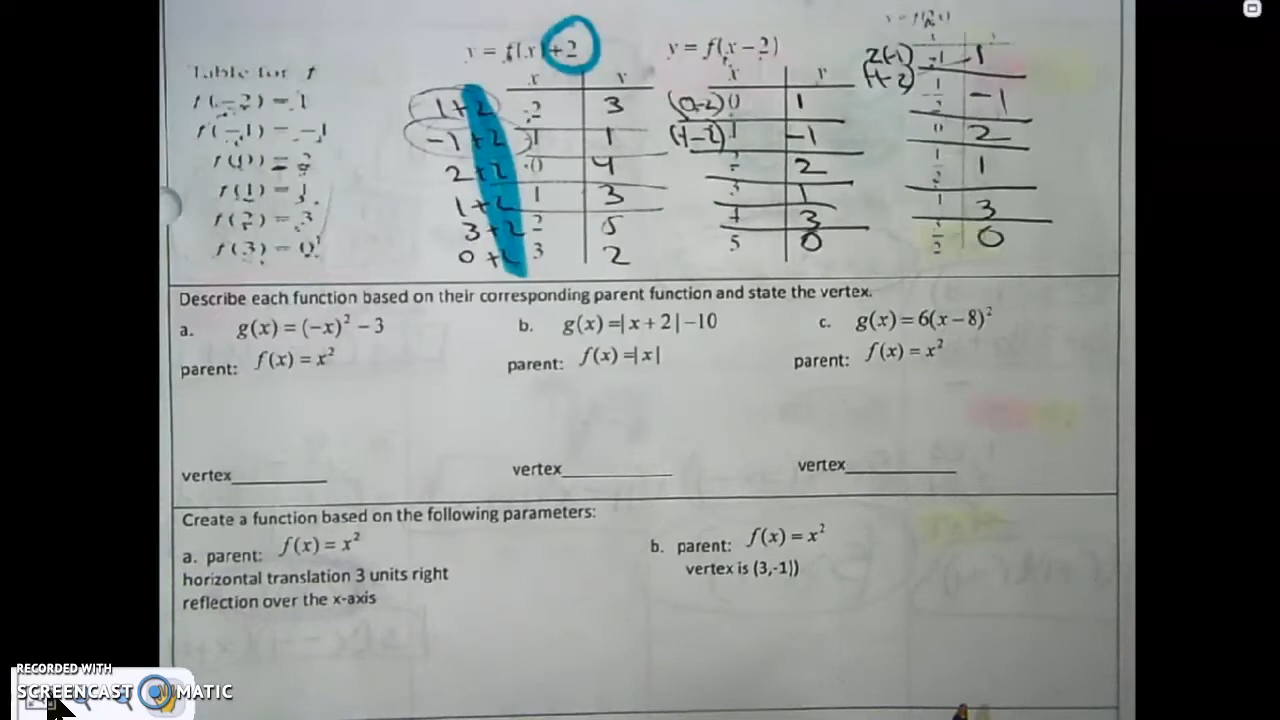 y = f(x)+2
y = f(x−2)
Table for f
x y
x y
f(−2) = 1
1+2 -2 3
(0-2) 0 1
-1
f(−1) = −1
-1+2 -1 1
(1-2) 1 -1
0 2
f(0) = 2
2+2 0 4
2 2
1
f(1) = 1
1+2 1 3
3 1
1 3
f(2) = 3
3+2 2 5
4 3
0
f(3) = 0
0+2 3 2
5 0
Describe each function based on their corresponding parent function and state the vertex.
a. g(x) = (−x)² − 3
b. g(x)=|x+2|−10
c. g(x)=6(x−8)²
parent: f(x) = x²
parent: f(x)=|x|
parent: f(x) = x²
vertex__________
vertex____________
vertex____________
Create a function based on the following parameters:
a. parent: f(x) = x²
b. parent: f(x) = x²
horizontal translation 3 units right
vertex is (3,-1))
reflection over the x-axis
RECORDED WITH
SCREENCAST MATIC